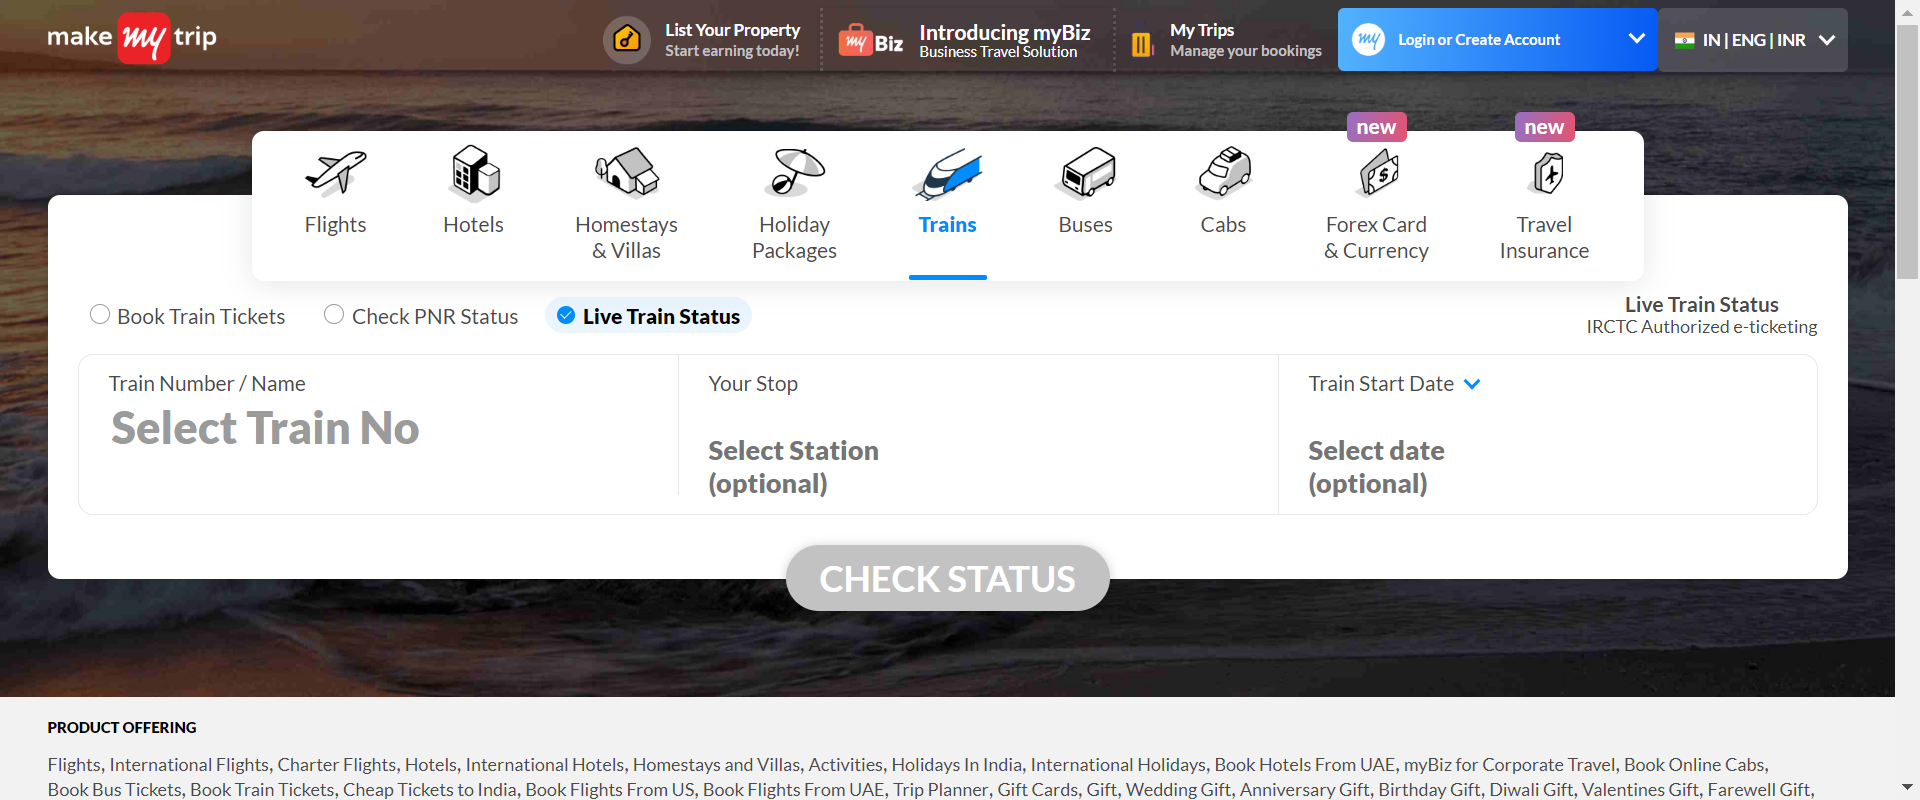 make my trip
List Your Property
Start earning today!
my Biz
Introducing myBiz
Business Travel Solution
My Trips
Manage your bookings
my
Login or Create Account
IN | ENG | INR
new
new
Flights
Hotels
Homestays
& Villas
Holiday
Packages
Trains
Buses
Cabs
Forex Card
& Currency
Travel
Insurance
Book Train Tickets
Check PNR Status
Live Train Status
Live Train Status
IRCTC Authorized e-ticketing
Train Number / Name
Select Train No
Your Stop
Select Station
(optional)
Train Start Date
Select date
(optional)
CHECK STATUS
PRODUCT OFFERING
Flights, International Flights, Charter Flights, Hotels, International Hotels, Homestays and Villas, Activities, Holidays In India, International Holidays, Book Hotels From UAE, myBiz for Corporate Travel, Book Online Cabs,
Book Bus Tickets, Book Train Tickets, Cheap Tickets to India, Book Flights From US, Book Flights From UAE, Trip Planner, Gift Cards, Gift, Wedding Gift, Anniversary Gift, Birthday Gift, Diwali Gift, Valentines Gift, Farewell Gift,